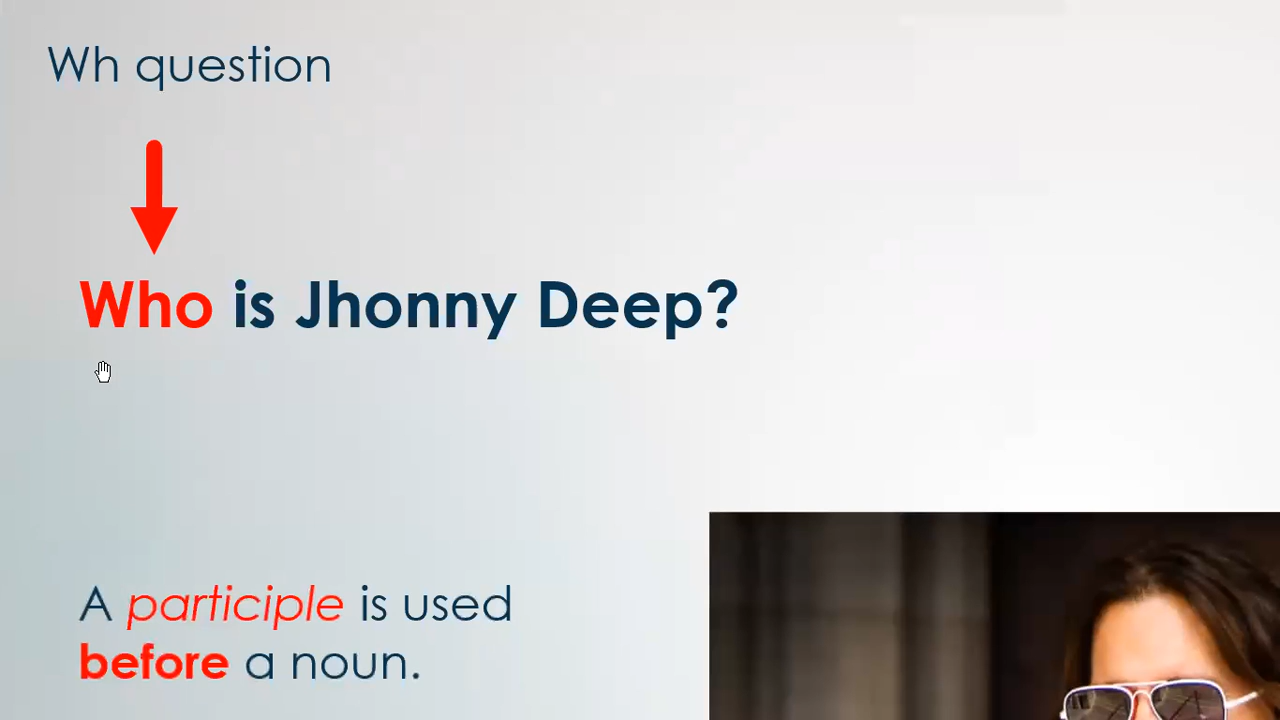 Wh question
Who is Jhonny Deep?
A participle is used
before a noun.